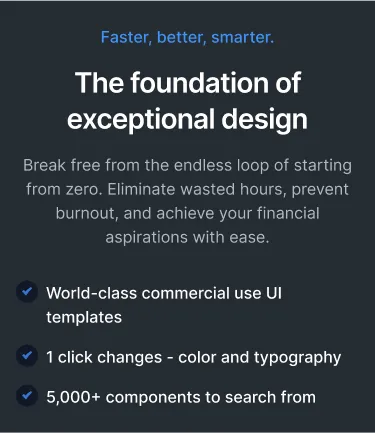 Faster, better, smarter.
The foundation of
exceptional design
Break free from the endless loop of starting
from zero. Eliminate wasted hours, prevent
burnout, and achieve your financial
aspirations with ease.
World-class commercial use UI
templates
1 click changes - color and typography
5,000+ components to search from